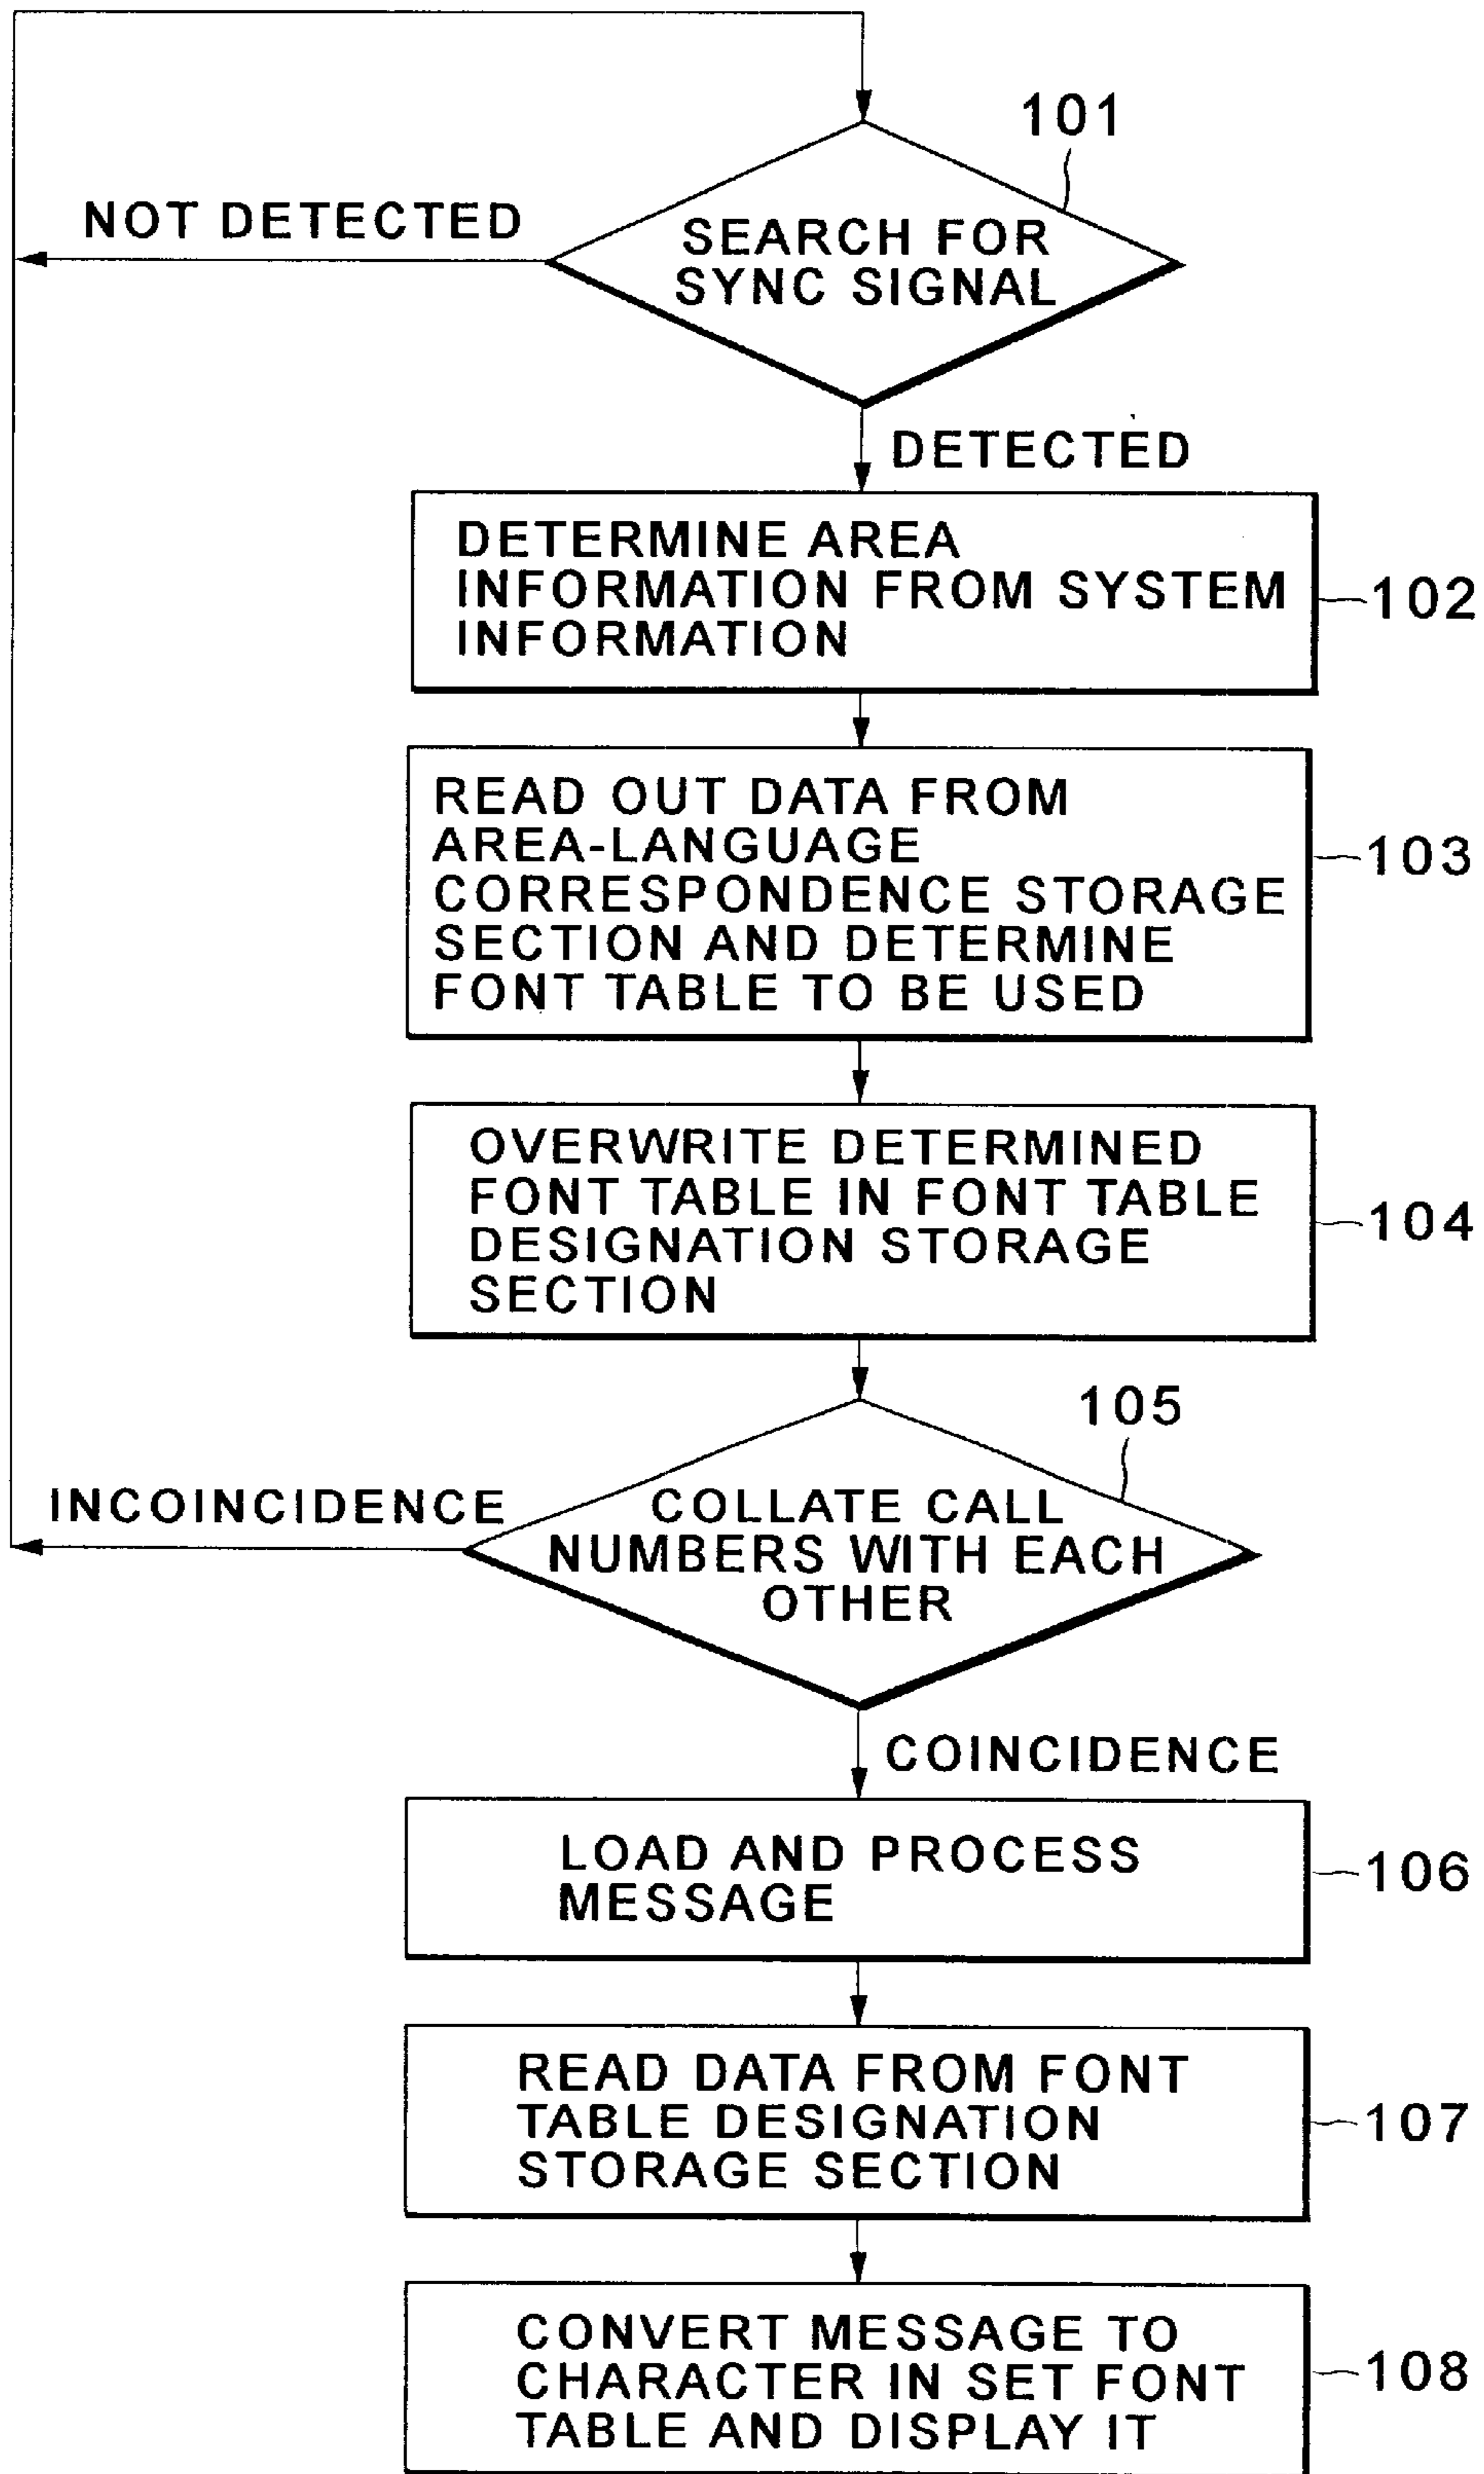 101
NOT DETECTED
SEARCH FOR
SYNC SIGNAL
DETECTED
DETERMINE AREA
INFORMATION FROM SYSTEM
INFORMATION
102
READ OUT DATA FROM
AREA-LANGUAGE
CORRESPONDENCE STORAGE
SECTION AND DETERMINE
FONT TABLE TO BE USED
103
OVERWRITE DETERMINED
FONT TABLE IN FONT TABLE
DESIGNATION STORAGE
SECTION
104
105
INCOINCIDENCE
COLLATE CALL
NUMBERS WITH EACH
OTHER
COINCIDENCE
LOAD AND PROCESS
MESSAGE
106
READ DATA FROM FONT
TABLE DESIGNATION
STORAGE SECTION
107
CONVERT MESSAGE TO
CHARACTER IN SET FONT
TABLE AND DISPLAY IT
108